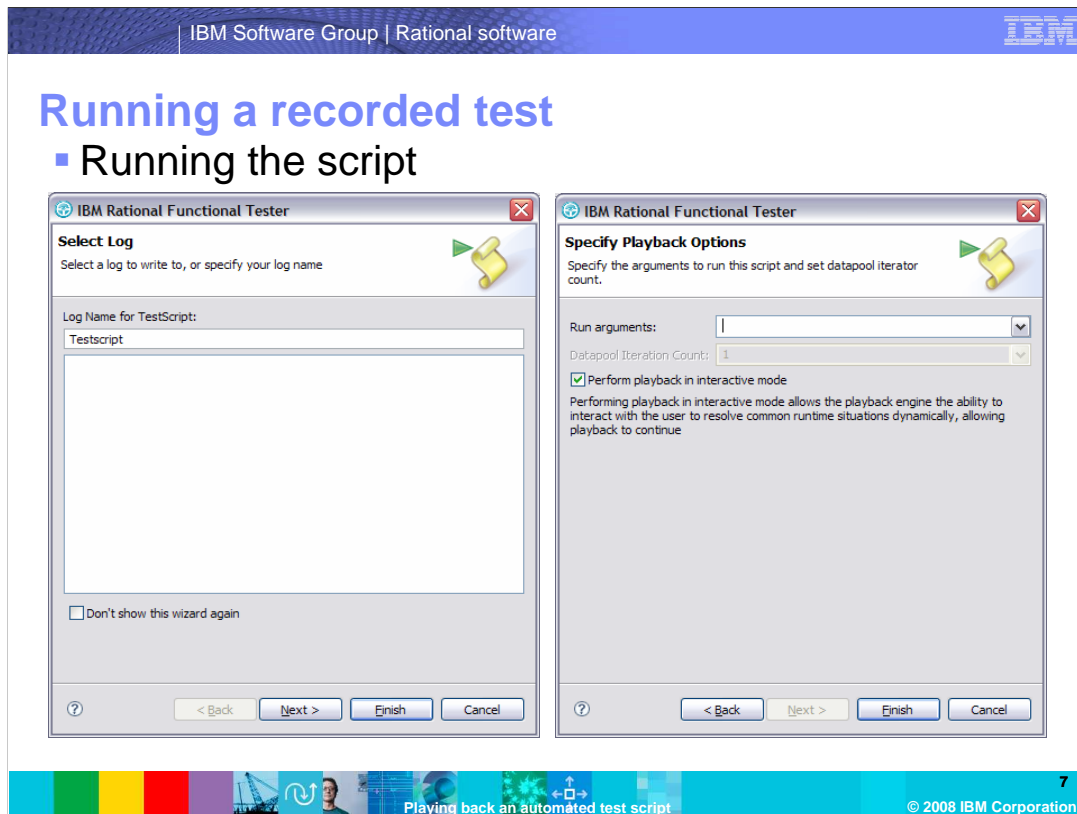 IBM Software Group | Rational software
IBM
Running a recorded test
Running the script
IBM Rational Functional Tester
Select Log
Select a log to write to, or specify your log name
Log Name for TestScript:
Testscript
Don't show this wizard again
< Back
Next >
Finish
Cancel
IBM Rational Functional Tester
Specify Playback Options
Specify the arguments to run this script and set datapool iterator
count.
Run arguments:
Datapool Iteration Count:
1
Perform playback in interactive mode
Performing playback in interactive mode allows the playback engine the ability to
interact with the user to resolve common runtime situations dynamically, allowing
playback to continue
< Back
Next >
Finish
Cancel
7
Playing back an automated test script
© 2008 IBM Corporation